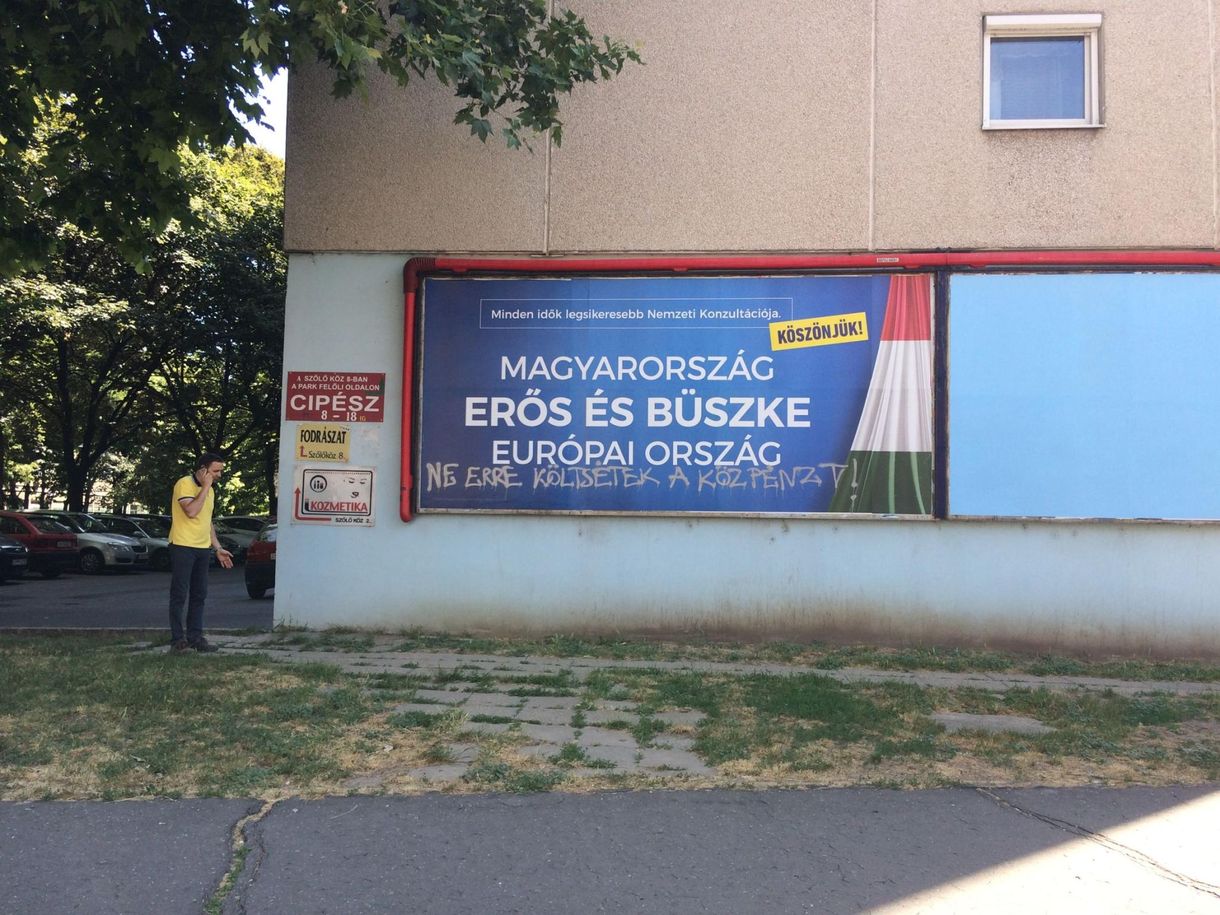 Minden idők legsikeresebb Nemzeti Konzultációja.
KÖSZÖNJÜK!
MAGYARORSZÁG
ERŐS ÉS BÜSZKE
EURÓPAI ORSZÁG
NE ERRE KÖLTSÉTEK A KÖZPÉNZT!
A SZŐLŐ KÖZ 8-BAN
A PARK FELŐLI OLDALON
CIPÉSZ
8 - 18 IG
FODRÁSZAT
Szőlőköz 8.
KOZMETIKA
SZŐLŐ KÖZ 2.